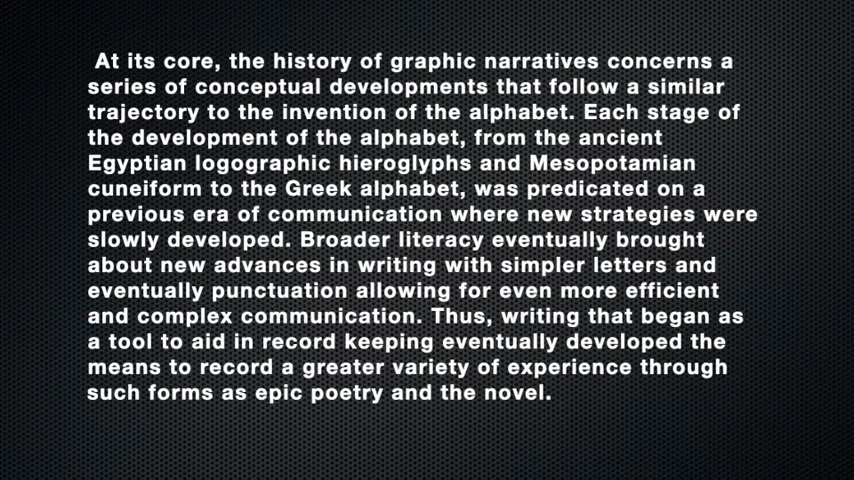 At its core, the history of graphic narratives concerns a
series of conceptual developments that follow a similar
trajectory to the invention of the alphabet. Each stage of
the development of the alphabet, from the ancient
Egyptian logographic hieroglyphs and Mesopotamian
cuneiform to the Greek alphabet, was predicated on a
previous era of communication where new strategies were
slowly developed. Broader literacy eventually brought
about new advances in writing with simpler letters and
eventually punctuation allowing for even more efficient
and complex communication. Thus, writing that began as
a tool to aid in record keeping eventually developed the
means to record a greater variety of experience through
such forms as epic poetry and the novel.